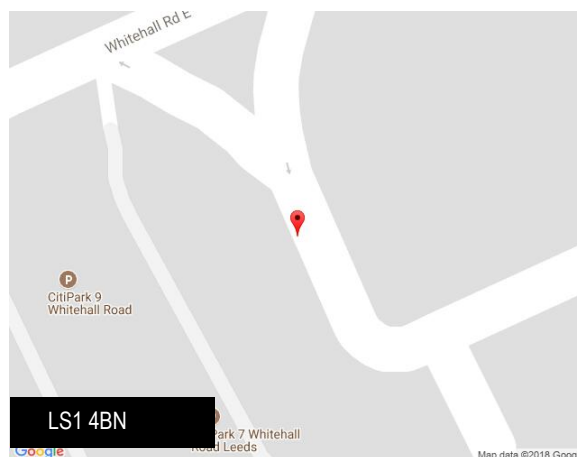 Whitehall Rd E
P
CitiPark 9
Whitehall Road
LS1 4BN
Park 7 Whitehall
Road Leeds
Google
Map data ©2018 Goog